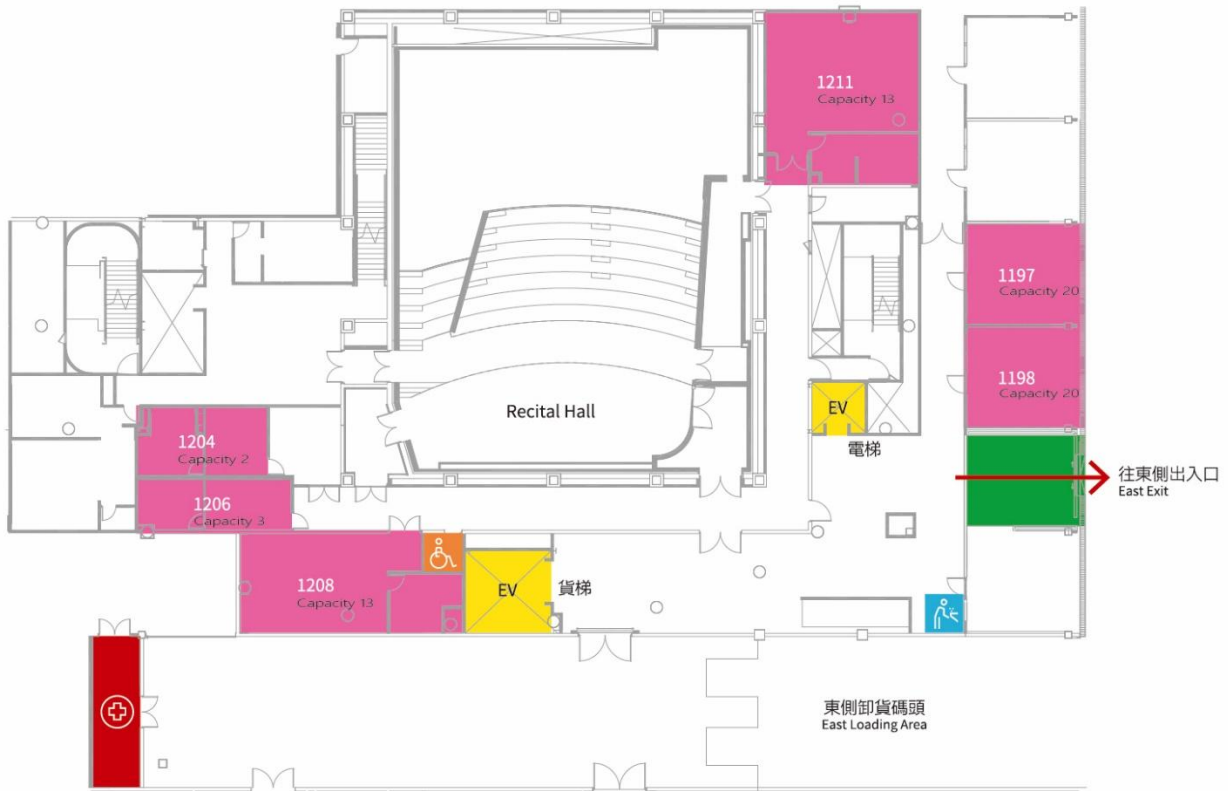 1211
Capacity 13
1197
Capacity 20
1198
Capacity 20
Recital Hall
EV
電梯
1204
Capacity 2
往東側出入口
East Exit
1206
Capacity 3
1208
Capacity 13
EV
貨梯
東側卸貨碼頭
East Loading Area